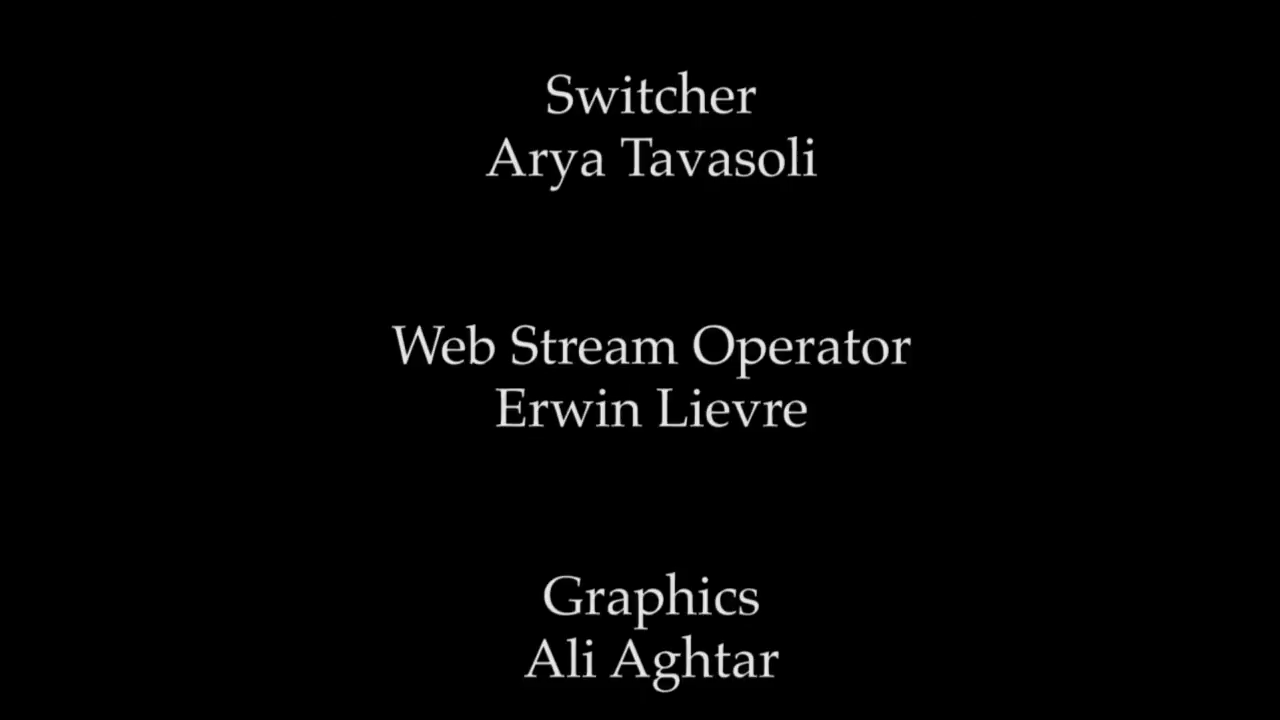 Switcher
Arya Tavasoli
Web Stream Operator
Erwin Lievre
Graphics
Ali Aghtar